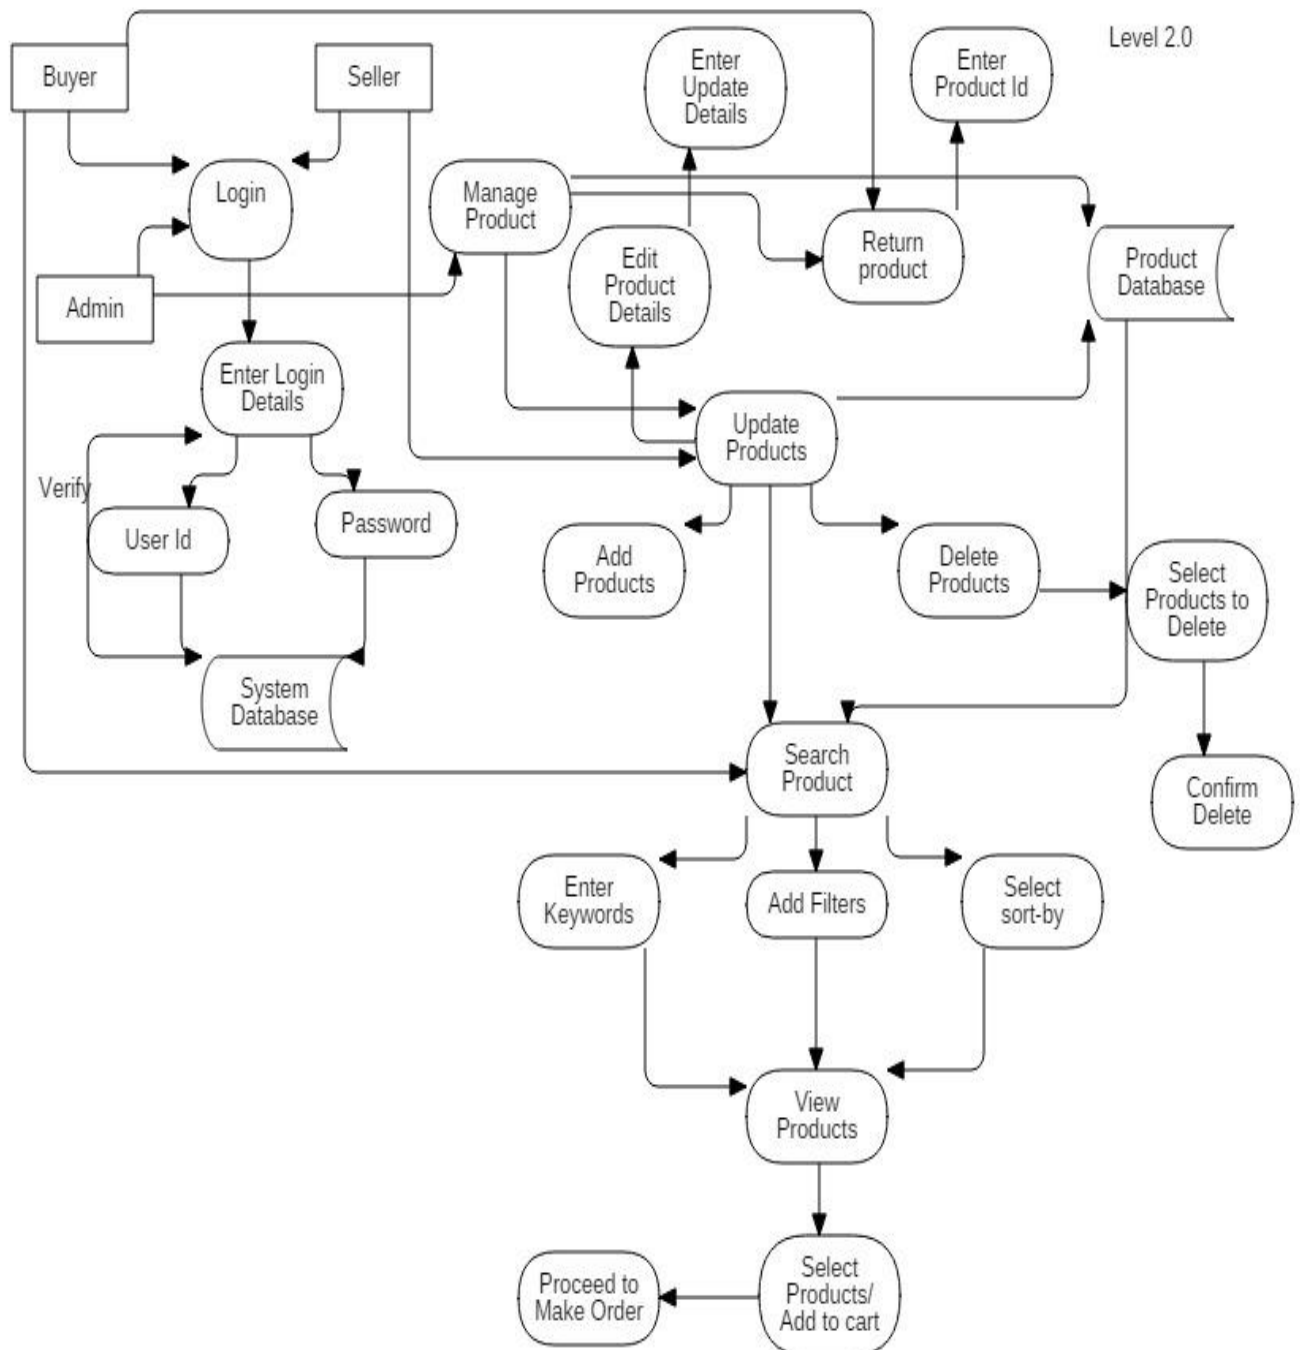 Level 2.0
Buyer
Seller
Enter
Update
Details
Enter
Product Id
Login
Manage
Product
Return
product
Product
Database
Edit
Product
Details
Admin
Enter Login
Details
Update
Products
Verify
User Id
Password
Add
Products
Delete
Products
Select
Products to
Delete
System
Database
Search
Product
Confirm
Delete
Enter
Keywords
Add Filters
Select
sort-by
View
Products
Proceed to
Make Order
Select
Products/
Add to cart